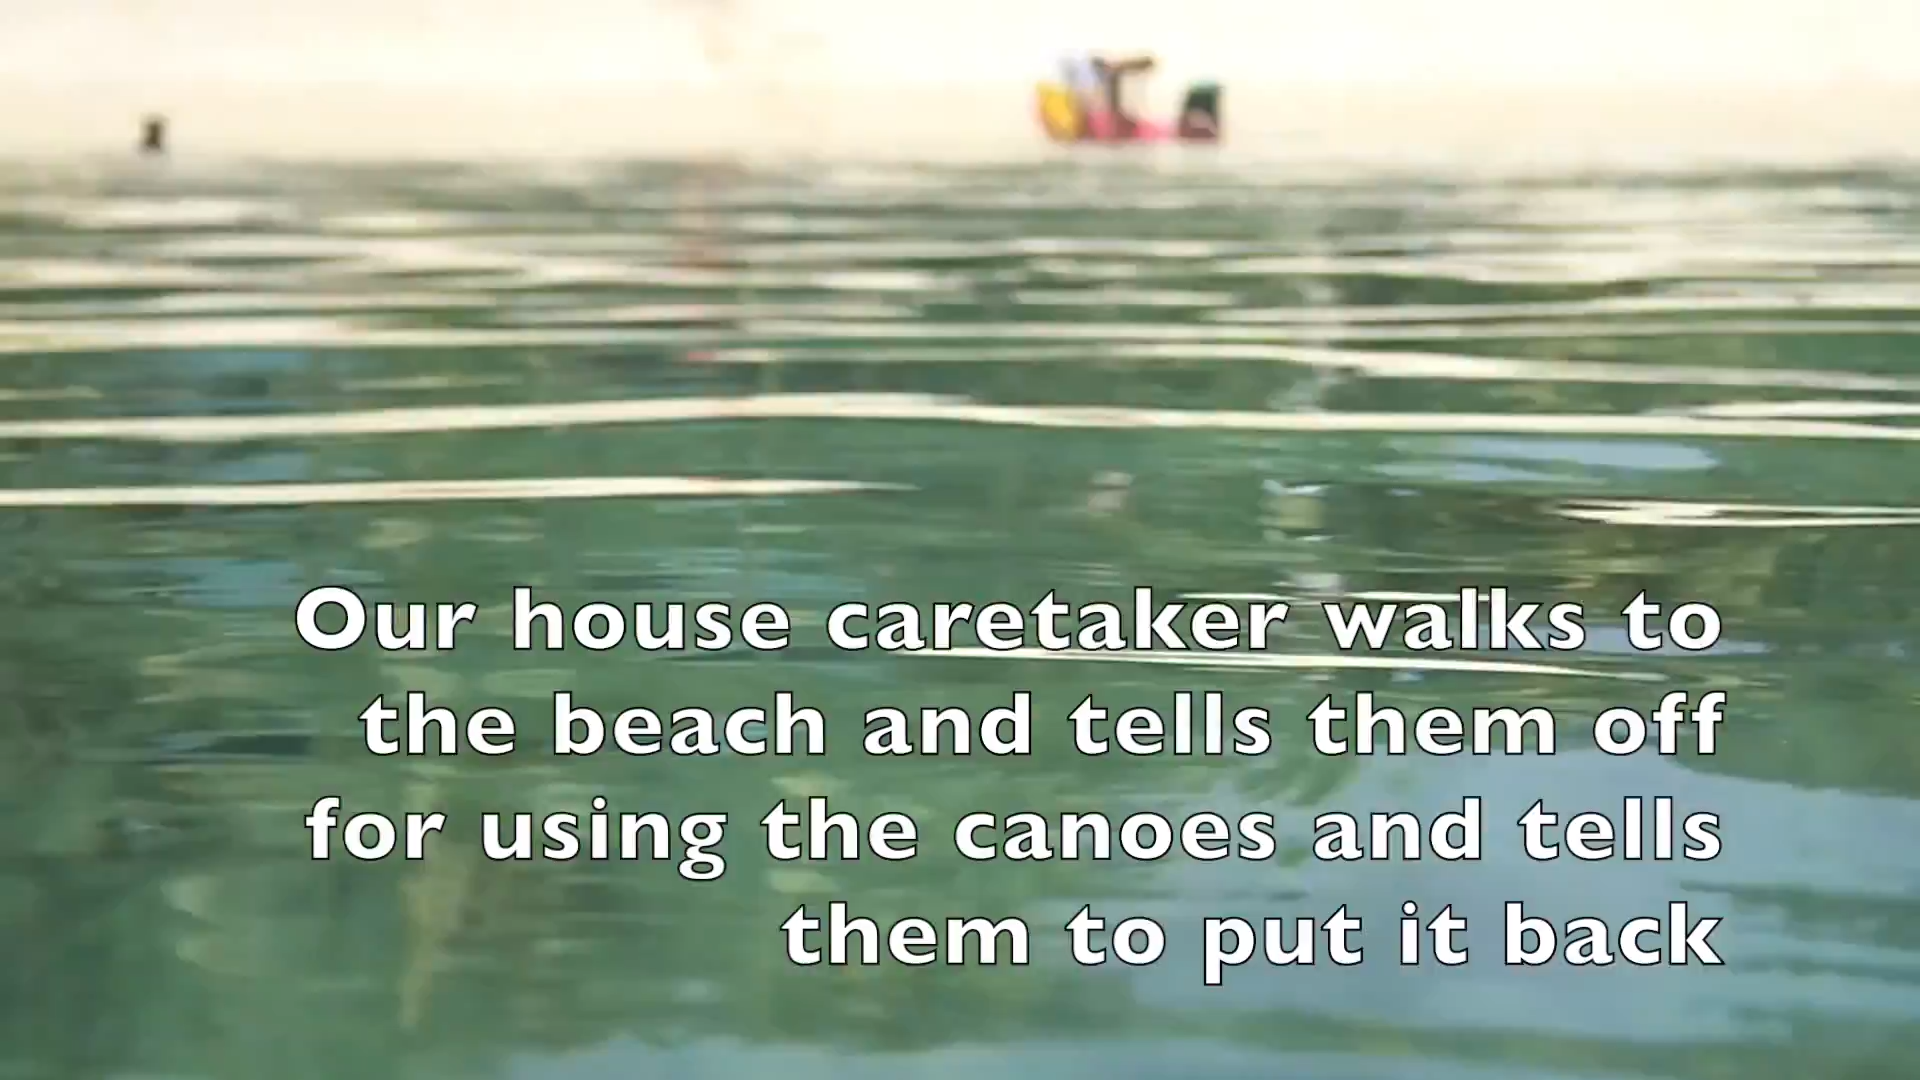 Our house caretaker walks to
the beach and tells them off
for using the canoes and tells
them to put it back